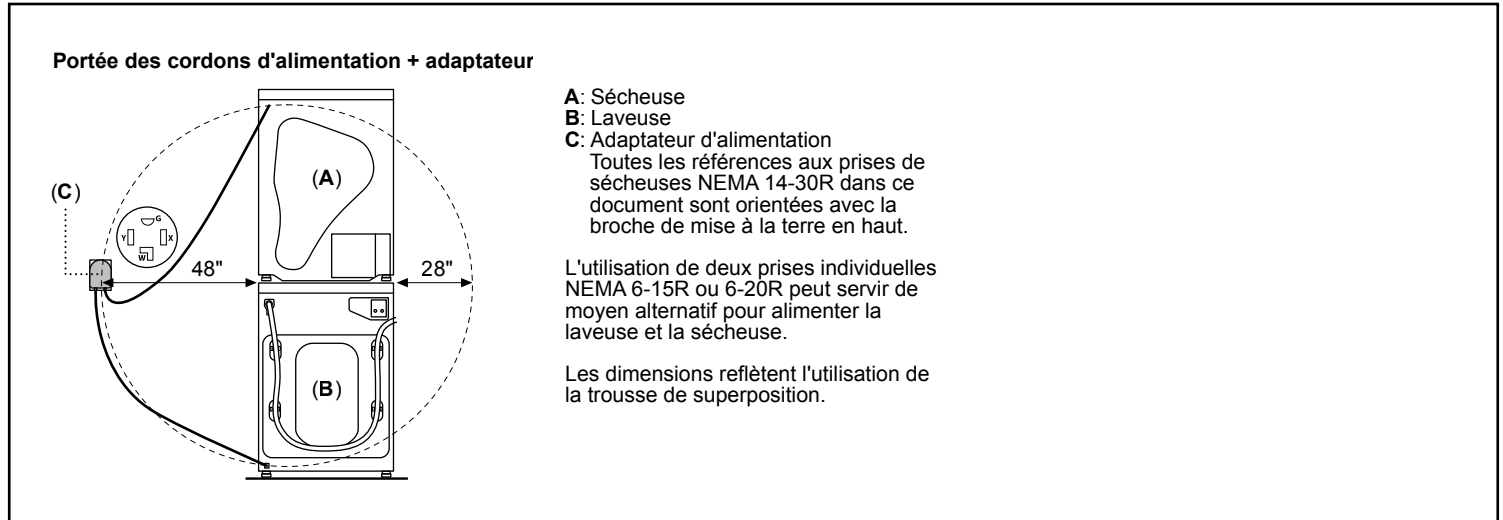 Portée des cordons d'alimentation + adaptateur
(C)
G
Y
X
W
48"
(A)
28"
(B)
A: Sécheuse
B: Laveuse
C: Adaptateur d'alimentation
Toutes les références aux prises de
sécheuses NEMA 14-30R dans ce
document sont orientées avec la
broche de mise à la terre en haut.
L'utilisation de deux prises individuelles
NEMA 6-15R ou 6-20R peut servir de
moyen alternatif pour alimenter la
laveuse et la sécheuse.
Les dimensions reflètent l'utilisation de
la trousse de superposition.